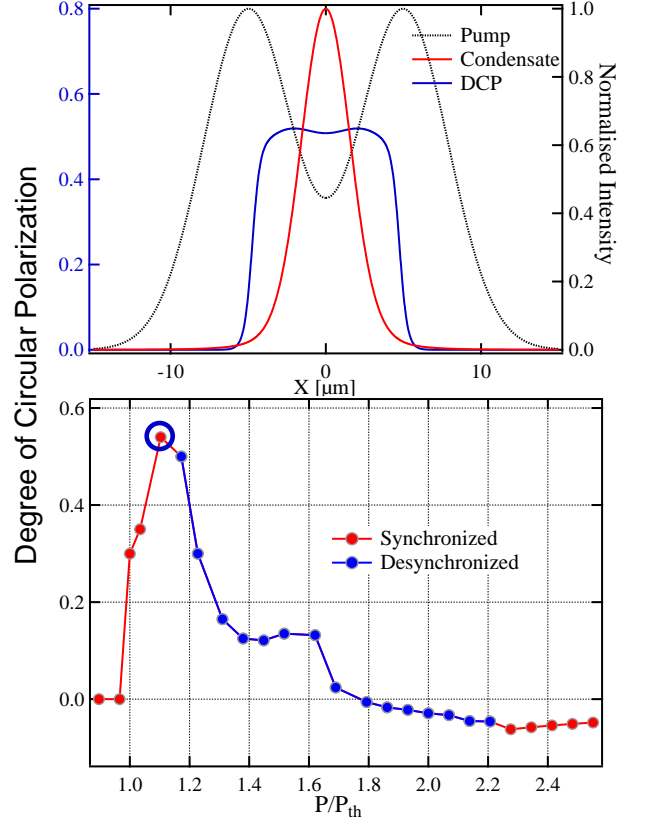 0.8
0.6
0.4
0.2
0.0
1.0
0.8
0.6
0.4
0.2
0.0
Pump
Condensate
DCP
Normalised Intensity
-10 0 10
X [μm]
Degree of Circular Polarization
0.6
0.4
0.2
0.0
Synchronized
Desynchronized
1.0 1.2 1.4 1.6 1.8 2.0 2.2 2.4
P/Pth